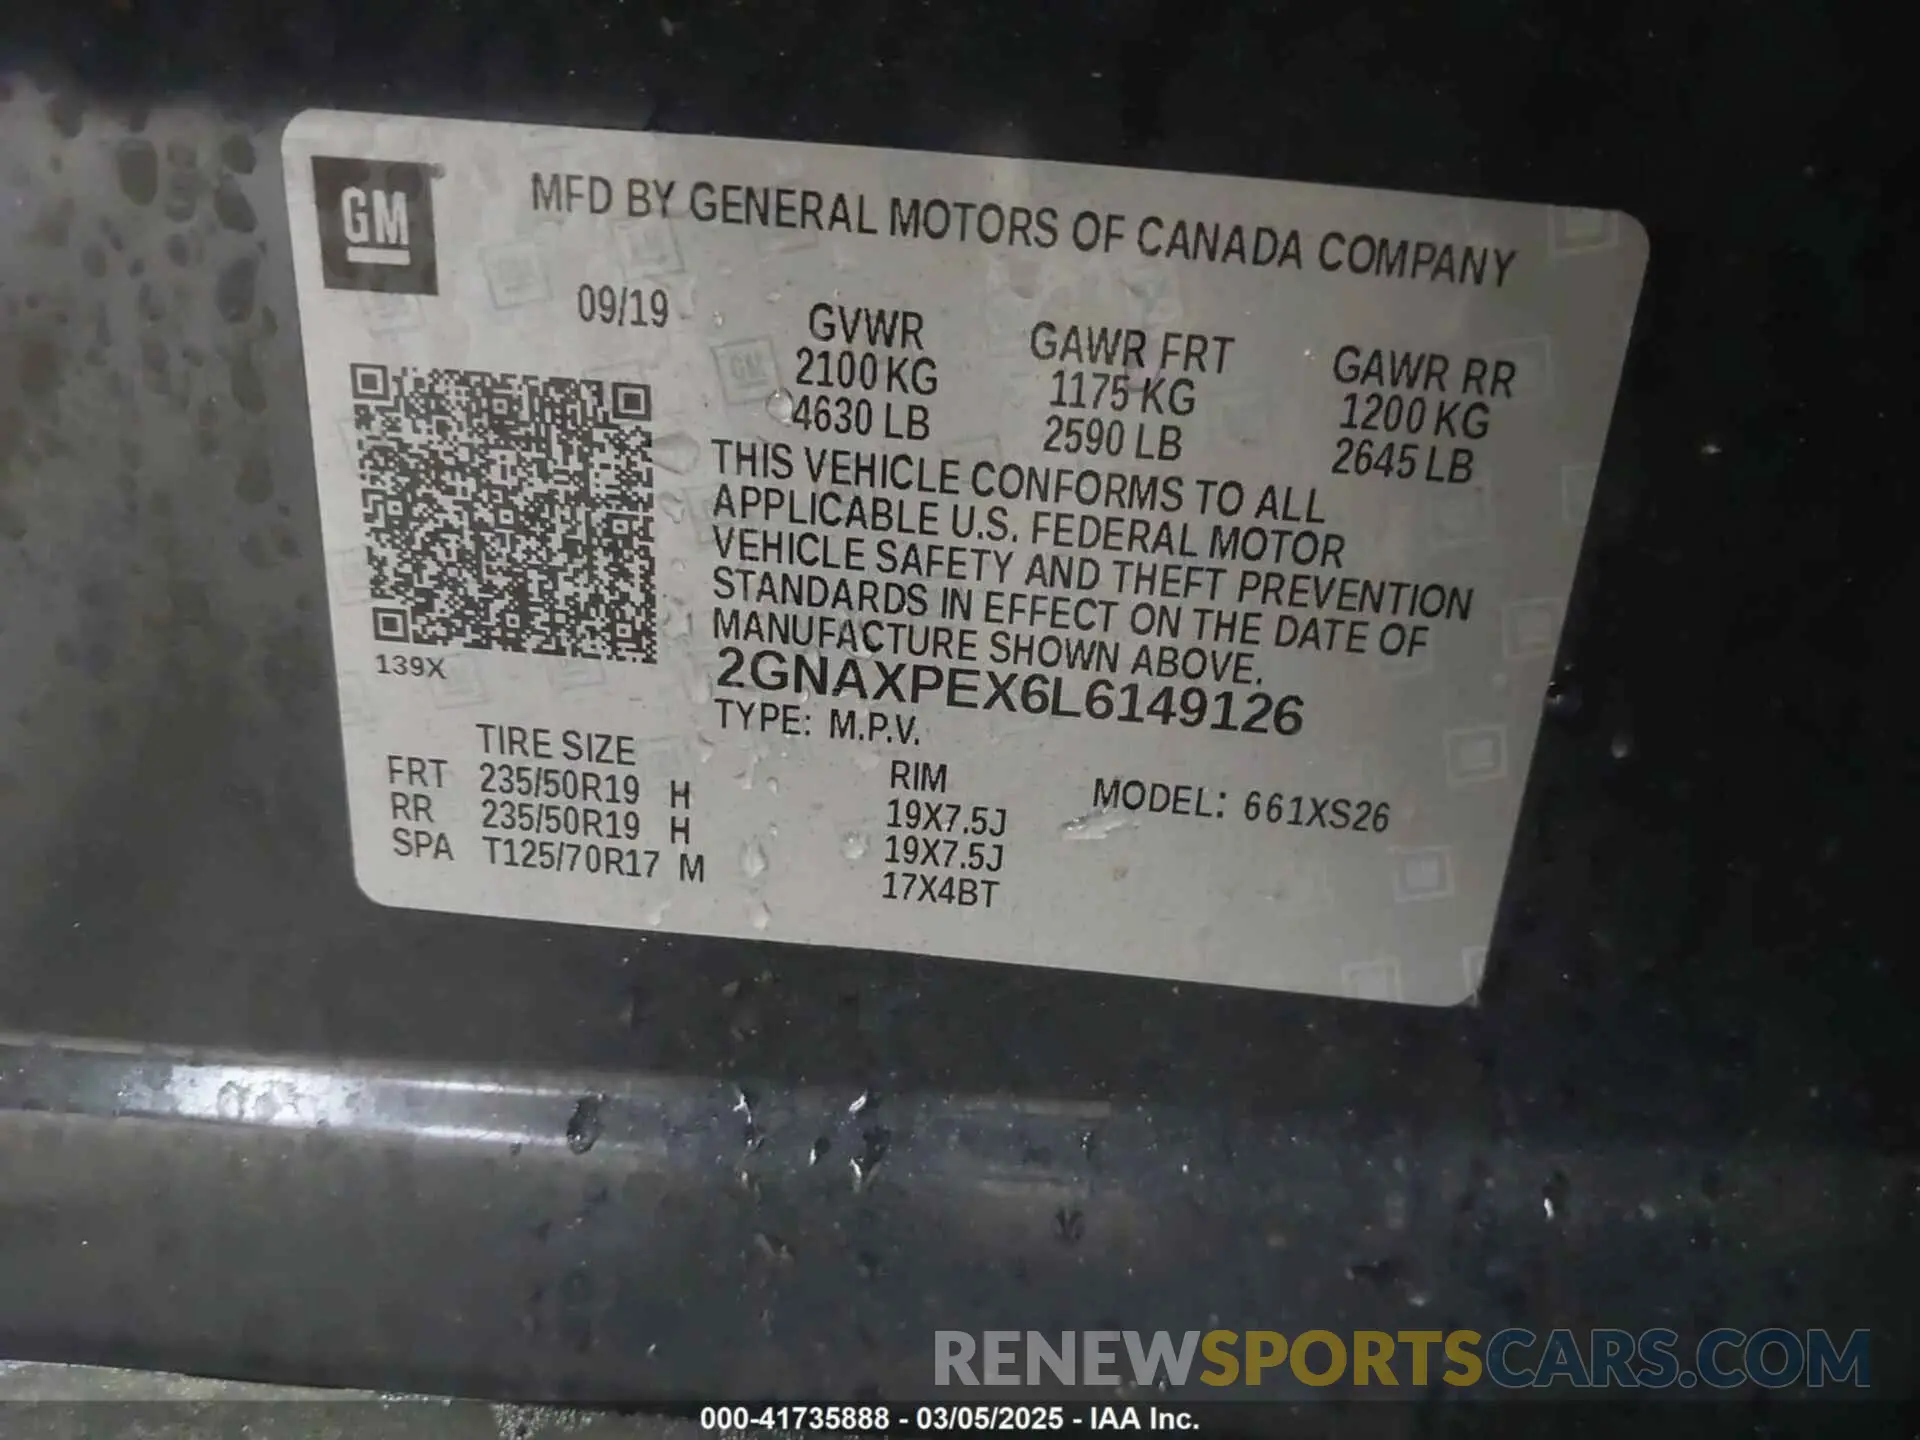 GM
MFD BY GENERAL MOTORS OF CANADA COMPANY
09/19
GVWR GAWR FRT GAWR RR
2100 KG 1175 KG 1200 KG
4630 LB 2590 LB 2645 LB
THIS VEHICLE CONFORMS TO ALL
APPLICABLE U.S. FEDERAL MOTOR
VEHICLE SAFETY AND THEFT PREVENTION
STANDARDS IN EFFECT ON THE DATE OF
MANUFACTURE SHOWN ABOVE.
139X
2GNAXPEX6L6149126
TYPE: M.P.V.
TIRE SIZE RIM MODEL: 661XS26
FRT 235/50R19 H 19X7.5J
RR 235/50R19 H 19X7.5J
SPA T125/70R17 M 17X4BT
RENEWSPORTSCARS.COM
000-41735888 - 03/05/2025 - IAA Inc.